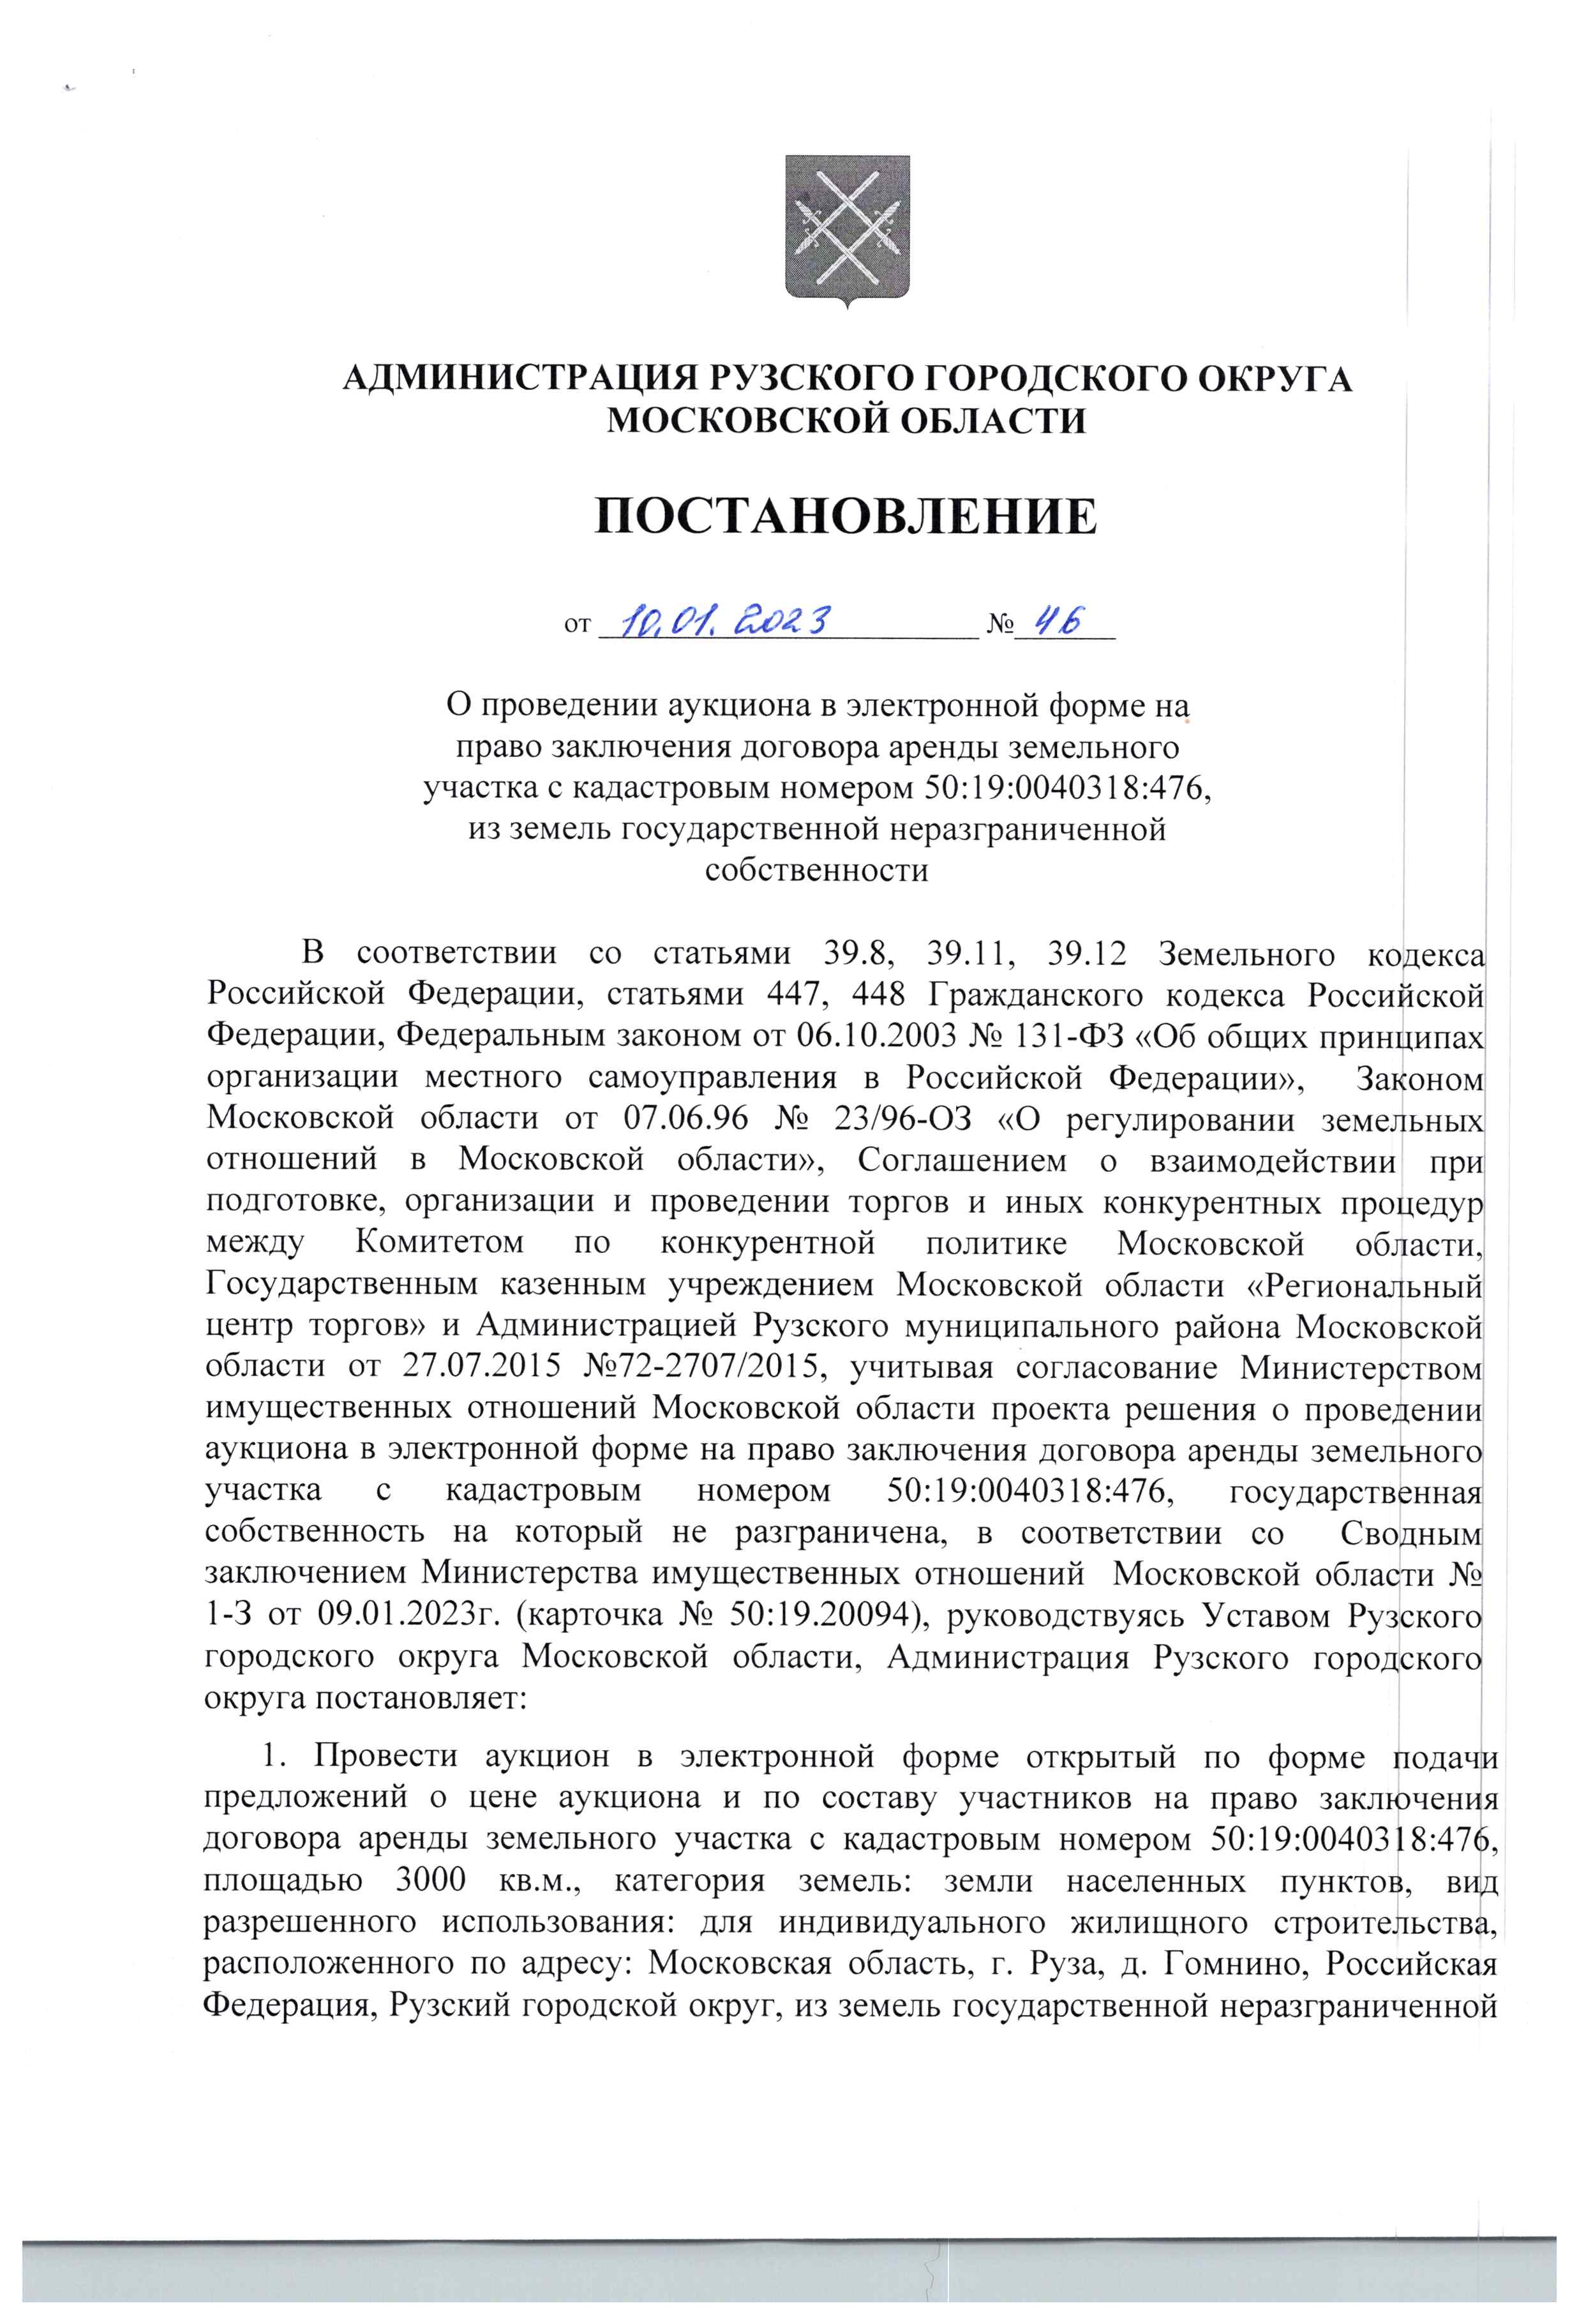 АДМИНИСТРАЦИЯ РУЗСКОГО ГОРОДСКОГО ОКРУГА
МОСКОВСКОЙ ОБЛАСТИ
ПОСТАНОВЛЕНИЕ
от 10.01.2023 № 46
О проведении аукциона в электронной форме на
право заключения договора аренды земельного
участка с кадастровым номером 50:19:0040318:476,
из земель государственной неразграниченной
собственности
В соответствии со статьями 39.8, 39.11, 39.12 Земельного кодекса
Российской Федерации, статьями 447, 448 Гражданского кодекса Российской
Федерации, Федеральным законом от 06.10.2003 № 131-ФЗ «Об общих принципах
организации местного самоуправления в Российской Федерации», Законом
Московской области от 07.06.96 № 23/96-ОЗ «О регулировании земельных
отношений в Московской области», Соглашением о взаимодействии при
подготовке, организации и проведении торгов и иных конкурентных процедур
между Комитетом по конкурентной политике Московской области,
Государственным казенным учреждением Московской области «Региональный
центр торгов» и Администрацией Рузского муниципального района Московской
области от 27.07.2015 №72-2707/2015, учитывая согласование Министерством
имущественных отношений Московской области проекта решения о проведении
аукциона в электронной форме на право заключения договора аренды земельного
участка с кадастровым номером 50:19:0040318:476, государственная
собственность на который не разграничена, в соответствии со Сводным
заключением Министерства имущественных отношений Московской области №
1-З от 09.01.2023г. (карточка № 50:19.20094), руководствуясь Уставом Рузского
городского округа Московской области, Администрация Рузского городского
округа постановляет:
1. Провести аукцион в электронной форме открытый по форме подачи
предложений о цене аукциона и по составу участников на право заключения
договора аренды земельного участка с кадастровым номером 50:19:0040318:476,
площадью 3000 кв.м., категория земель: земли населенных пунктов, вид
разрешенного использования: для индивидуального жилищного строительства,
расположенного по адресу: Московская область, г. Руза, д. Гомнино, Российская
Федерация, Рузский городской округ, из земель государственной неразграниченной